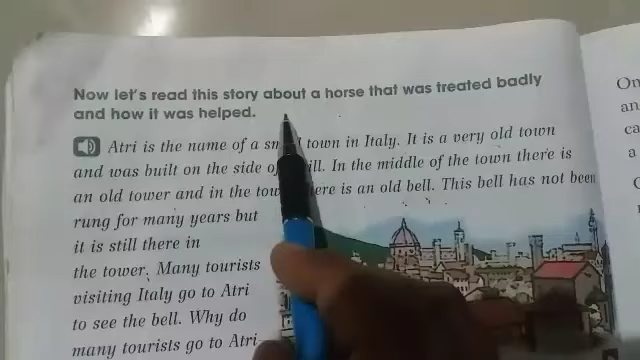 Now let's read this story about a horse that was treated badly
and how it was helped.
Atri is the name of a town in Italy. It is a very old town
and was built on the side of In the middle of the town there is
an old tower and in the is an old bell. This bell has not been
rung for many years but
it is still there in
the tower. Many tourists
visiting Italy go to Atri
to see the bell. Why do
many tourists go to Atri
On
an
ca
a